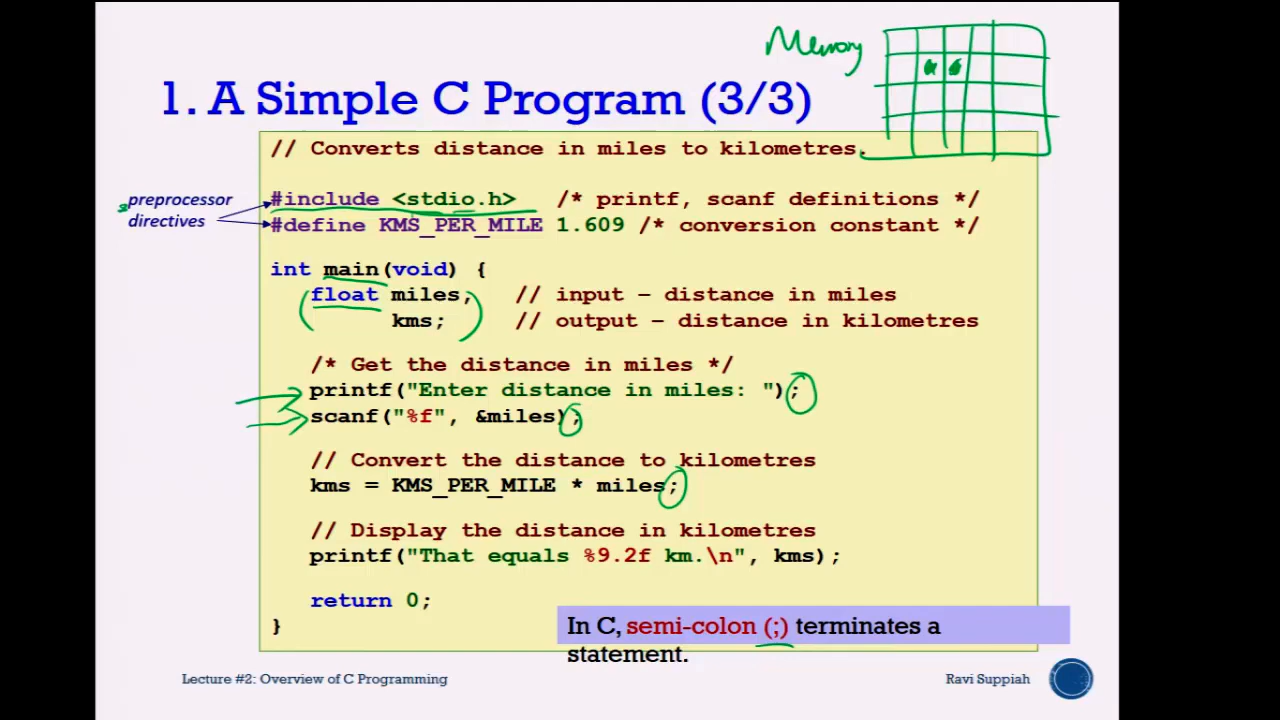 Memory
1. A Simple C Program (3/3)
// Converts distance in miles to kilometres.
preprocessor
directives
#include <stdio.h> /* printf, scanf definitions */
#define KMS_PER_MILE 1.609 /* conversion constant */
int main(void) {
float miles, // input – distance in miles
kms; // output – distance in kilometres
/* Get the distance in miles */
printf("Enter distance in miles: ");
scanf("%f", &miles);
// Convert the distance to kilometres
kms = KMS_PER_MILE * miles;
// Display the distance in kilometres
printf("That equals %9.2f km.\n", kms);
return 0;
}
In C, semi-colon (;) terminates a
statement.
Lecture #2: Overview of C Programming
Ravi Suppiah